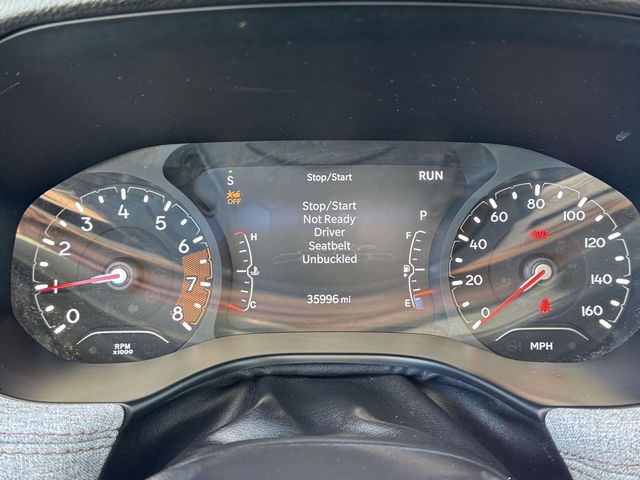 S
Stop/Start
RUN
OFF
Stop/Start
Not Ready
Driver
Seatbelt
Unbuckled
P
H
C
F
E
35996 mi
0
1
2
3
4
5
6
7
8
RPM
x1000
0
20
40
60
80
100
120
140
160
BRAKE
MPH